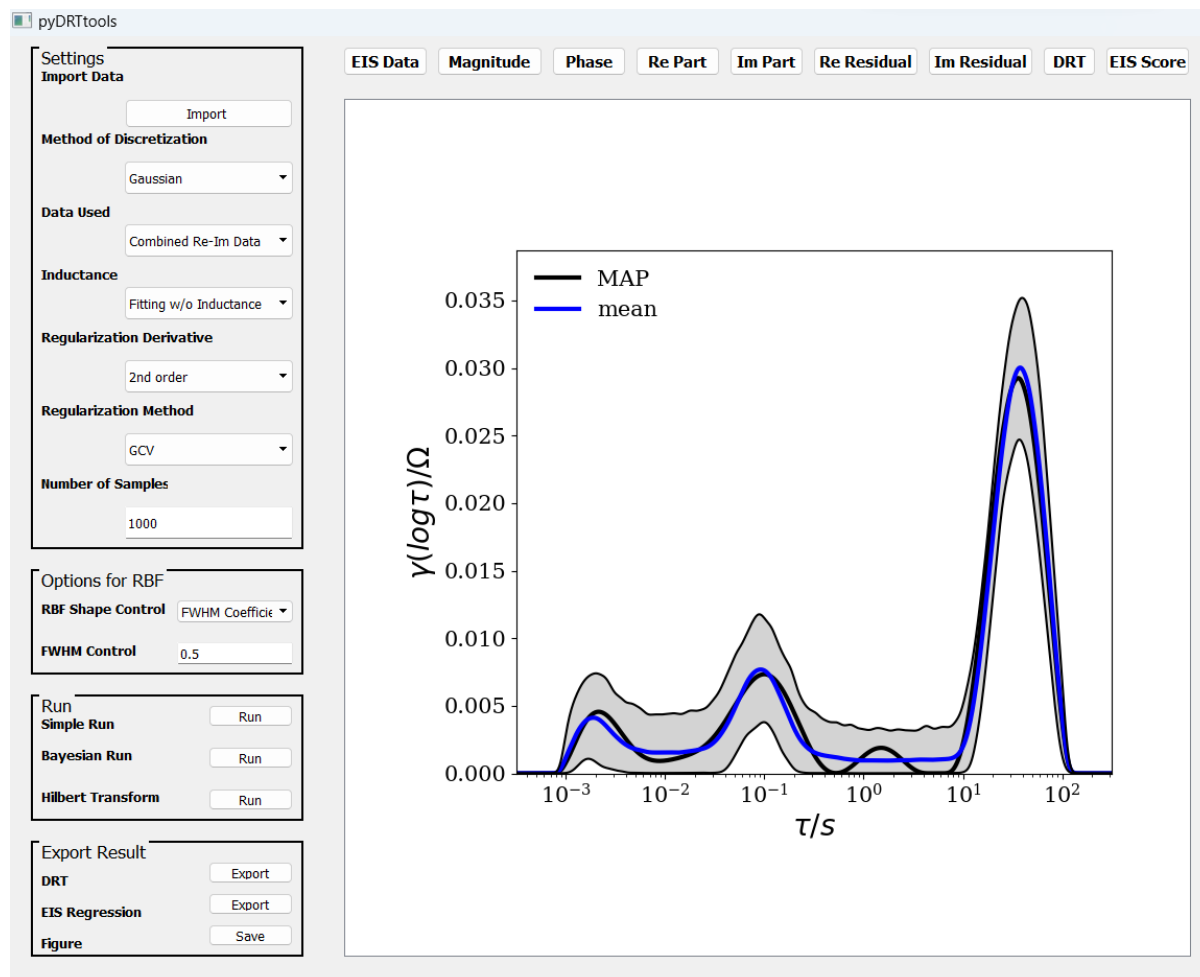 pyDRTtools
Settings
Import Data
Import
Method of Discretization
Gaussian
Data Used
Combined Re-Im Data
Inductance
Fitting w/o Inductance
Regularization Derivative
2nd order
Regularization Method
GCV
Number of Samples
1000
Options for RBF
RBF Shape Control FWHM Coefficie
FWHM Control 0.5
Run
Simple Run Run
Bayesian Run Run
Hilbert Transform Run
Export Result
DRT Export
EIS Regression Export
Figure Save
EIS Data Magnitude Phase Re Part Im Part Re Residual Im Residual DRT EIS Score
MAP
mean
γ(logτ)/Ω
0.035
0.030
0.025
0.020
0.015
0.010
0.005
0.000
10⁻³ 10⁻² 10⁻¹ 10⁰ 10¹ 10²
τ/s